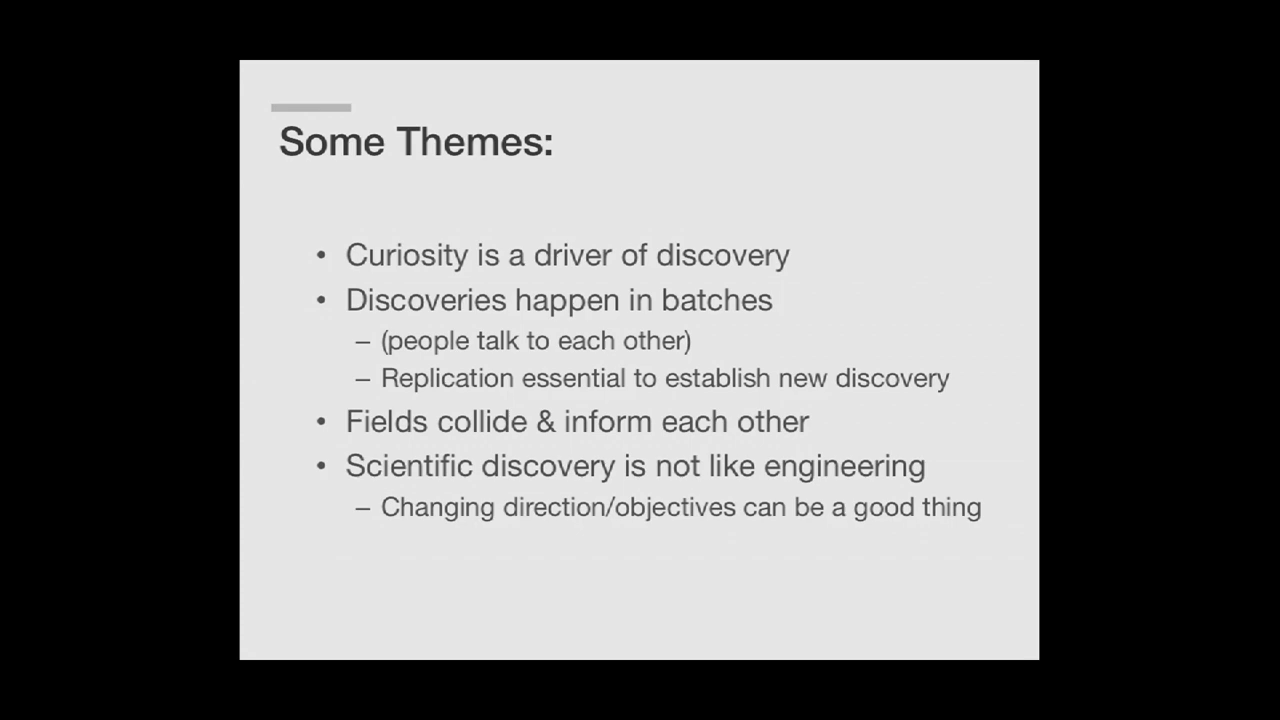 Some Themes:
• Curiosity is a driver of discovery
• Discoveries happen in batches
– (people talk to each other)
– Replication essential to establish new discovery
• Fields collide & inform each other
• Scientific discovery is not like engineering
– Changing direction/objectives can be a good thing